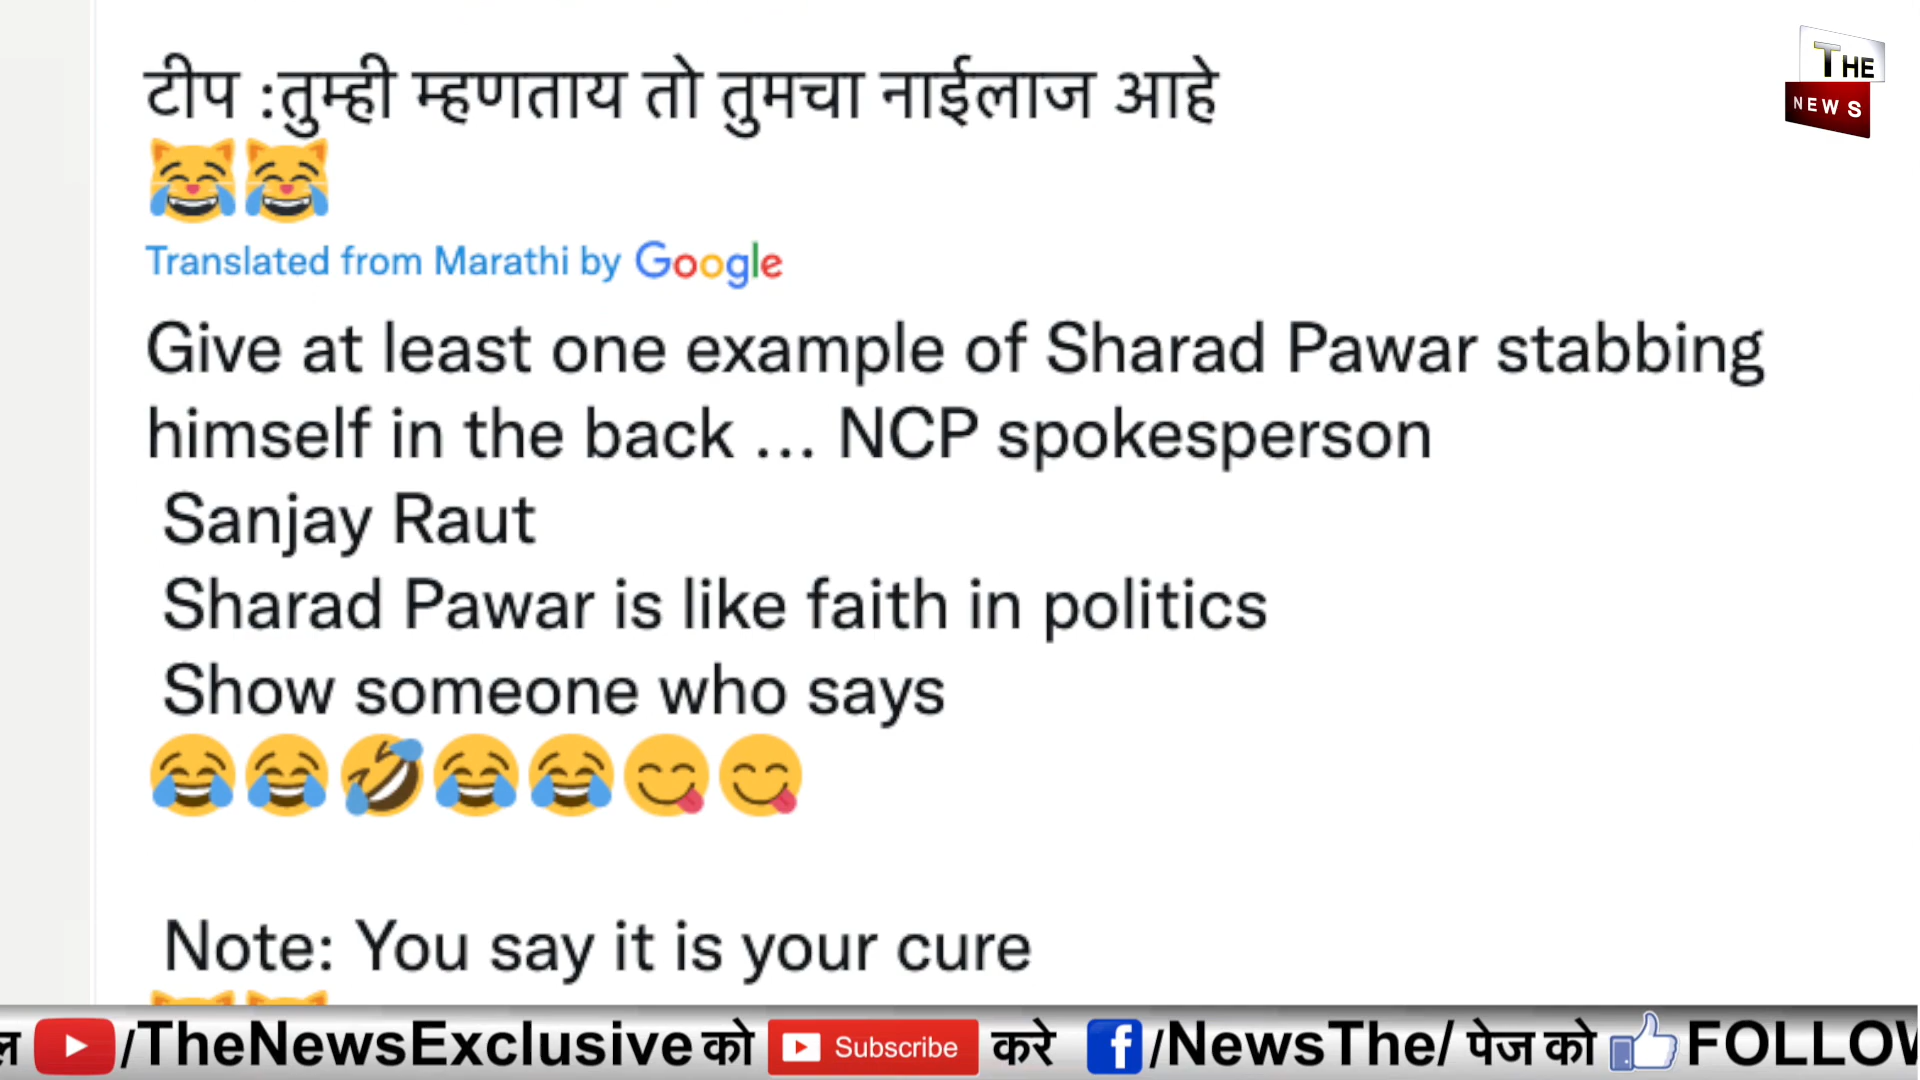 THE
NEWS
टीप :तुम्ही म्हणताय तो तुमचा नाईलाज आहे
😹😹
Translated from Marathi by Google
Give at least one example of Sharad Pawar stabbing
himself in the back ... NCP spokesperson
Sanjay Raut
Sharad Pawar is like faith in politics
Show someone who says
😂😂🤣😂😂😋😋
Note: You say it is your cure
/TheNewsExclusive को Subscribe करे f/NewsThe/ पेज को 👍